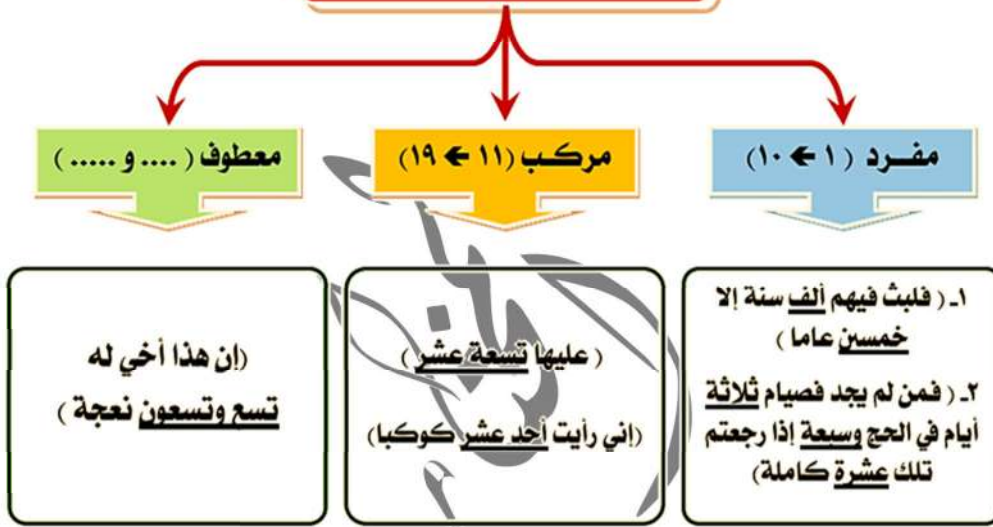 مفـرد ( ١ ← ١٠ )
مركب ( ١١ ← ١٩ )
معطوف ( .... و ..... )
١ـ ( فلبث فيهم ألف سنة إلا
خمسين عاما )
٢ـ ( فمن لم يجد فصيام ثلاثة
أيام في الحج وسبعة إذا رجعتم
تلك عشرة كاملة)
( عليها تسعة عشر )
(إني رأيت أحد عشر كوكبا)
(إن هذا أخي له
تسع وتسعون نعجة )